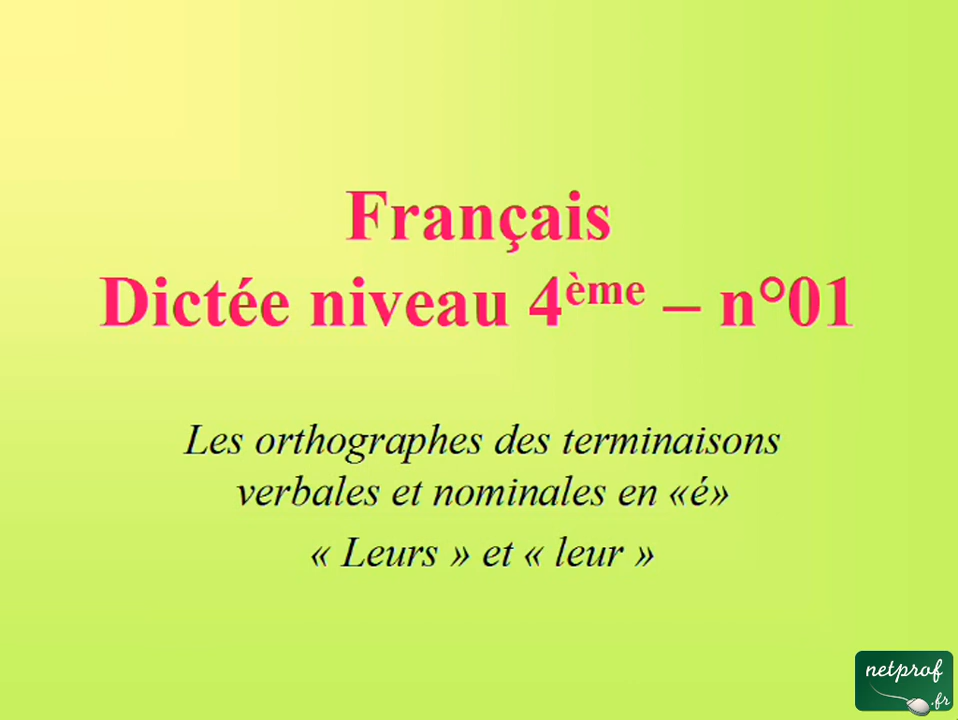 Français
Dictée niveau 4ème – n°01
Les orthographes des terminaisons
verbales et nominales en «é»
« Leurs » et « leur »
netprof
.fr